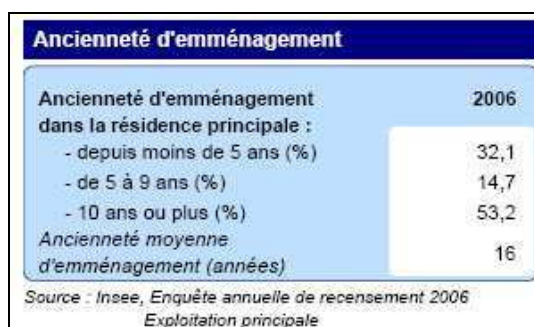 Ancienneté d'emménagement
Ancienneté d'emménagement 2006
dans la résidence principale :
- depuis moins de 5 ans (%) 32,1
- de 5 à 9 ans (%) 14,7
- 10 ans ou plus (%) 53,2
Ancienneté moyenne
d'emménagement (années) 16
Source : Insee, Enquête annuelle de recensement 2006
Exploitation principale